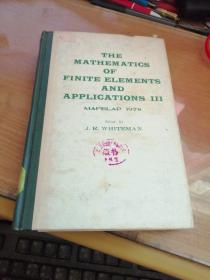 THE
MATHEMATICS
OF
FINITE ELEMENTS
AND
APPLICATIONS III
MAFELAP 1978
Edited by
J. R. WHITEMAN